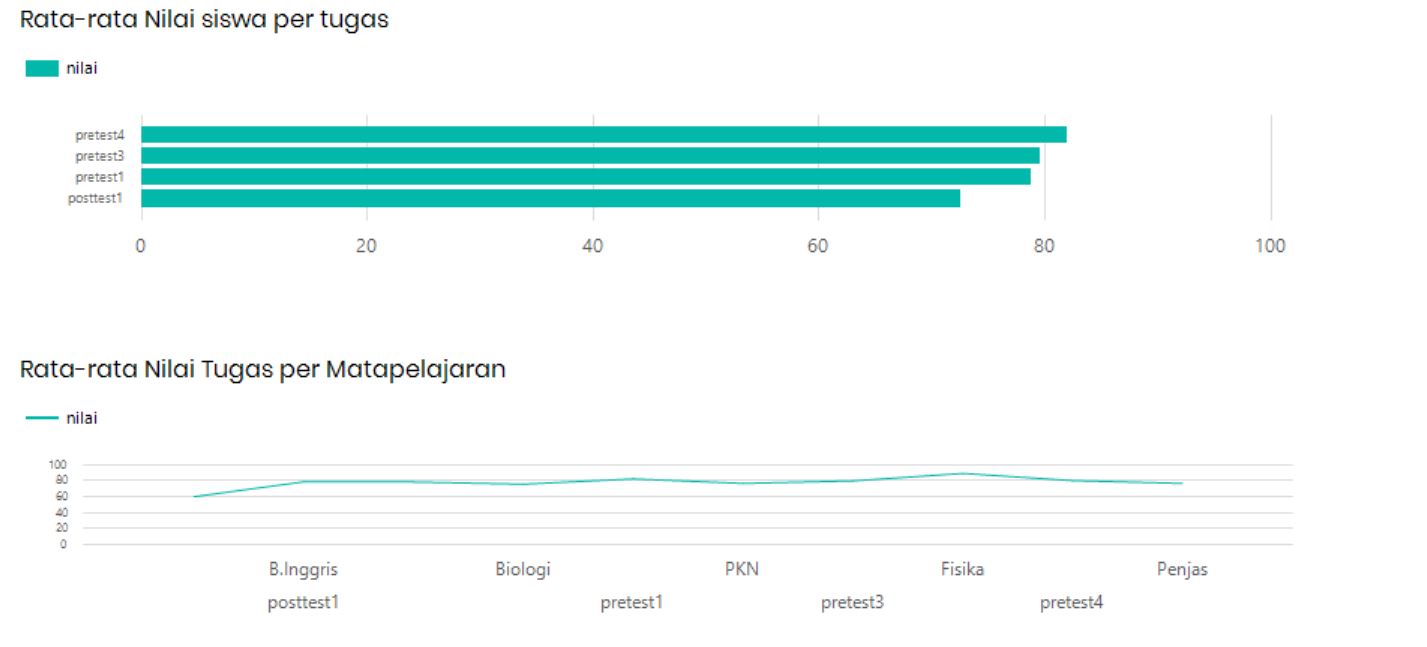 Rata-rata Nilai siswa per tugas
nilai
pretest4
pretest3
pretest1
posttest1
0 20 40 60 80 100
Rata-rata Nilai Tugas per Matapelajaran
nilai
100
80
60
40
20
0
B.Inggris Biologi PKN Fisika Penjas
posttest1 pretest1 pretest3 pretest4